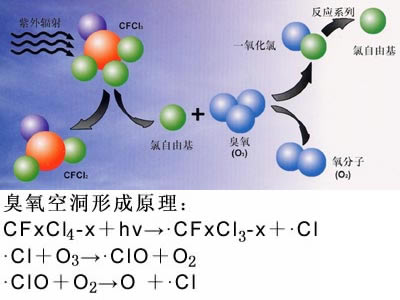 紫外辐射
CFCl₃
反应系列
一氧化氯
氯自由基
CFCl₂
氯自由基
+
臭氧
(O₃)
氧分子
(O₂)
臭氧空洞形成原理：
CFxCl₄-x＋hv→·CFxCl₃-x＋·Cl
·Cl＋O₃→·ClO＋O₂
·ClO＋O₂→O ＋·Cl